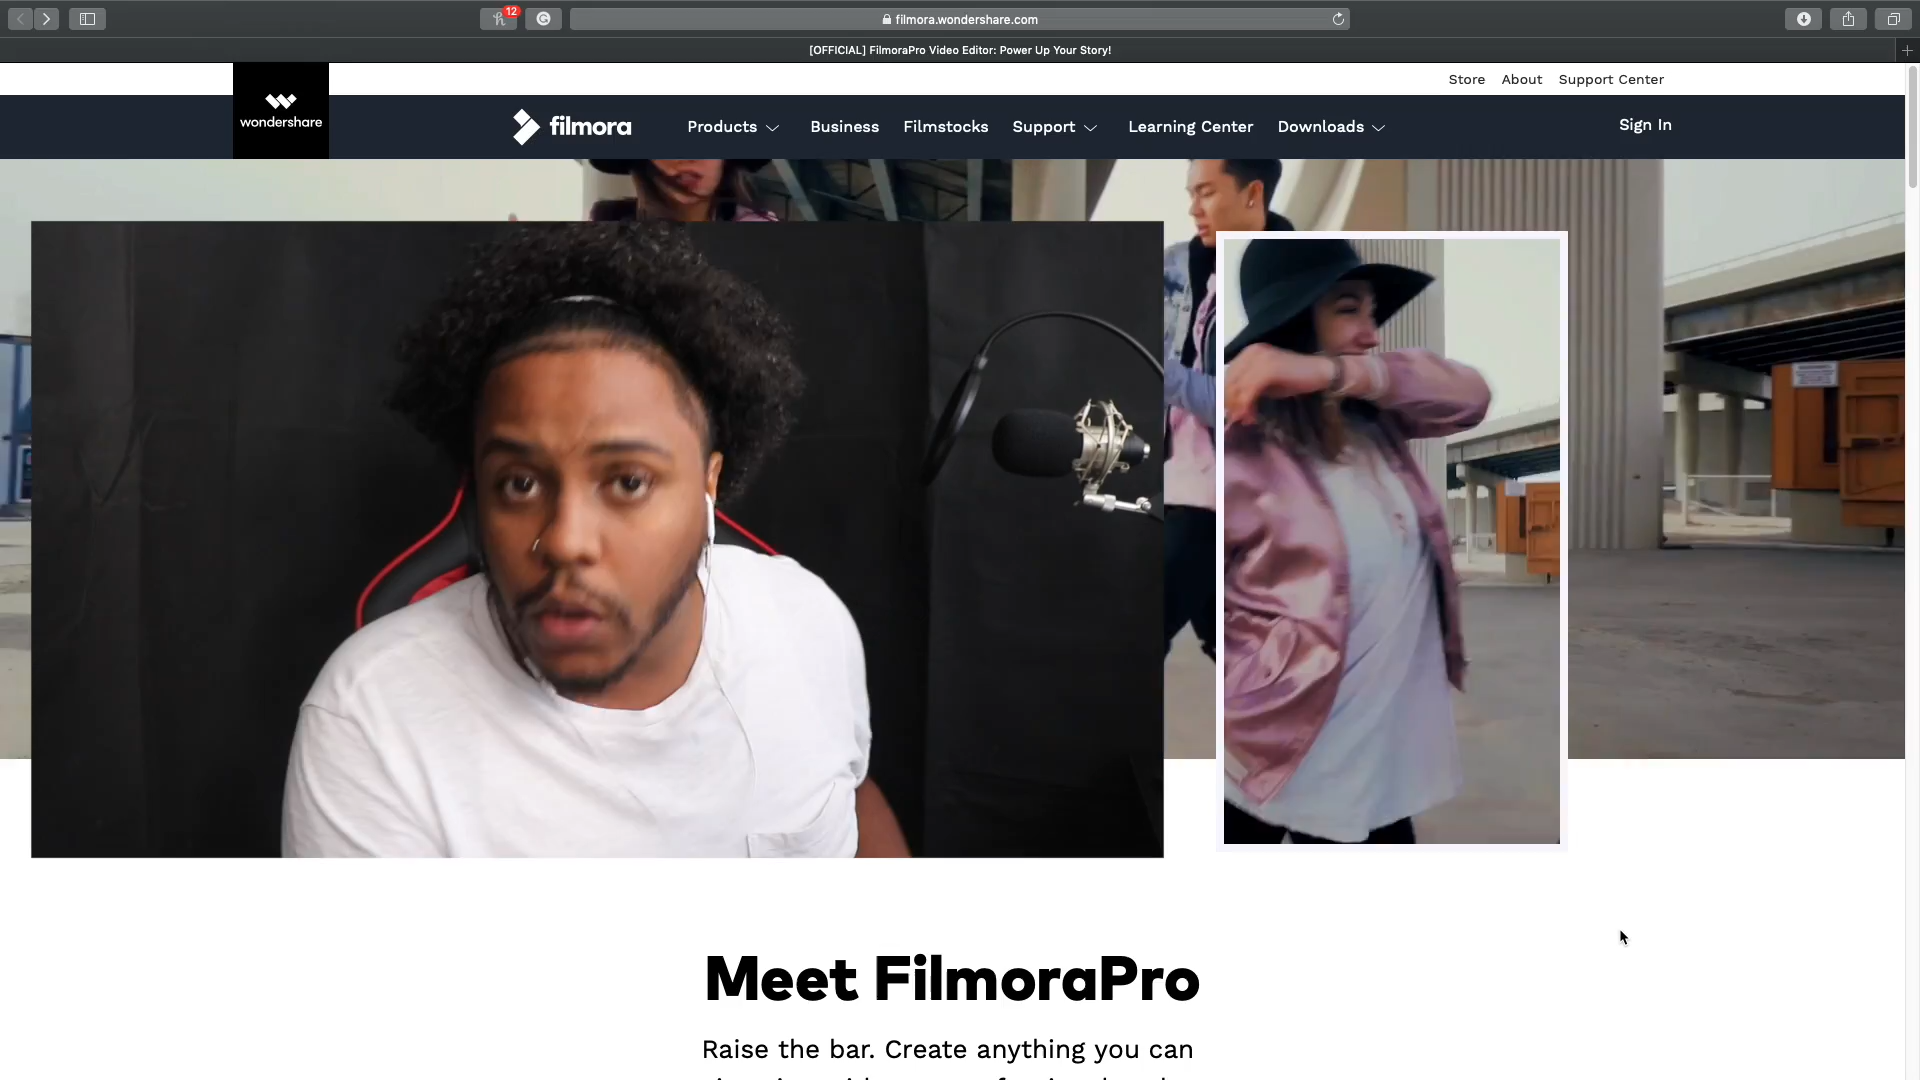 12
filmora.wondershare.com
[OFFICIAL] FilmoraPro Video Editor: Power Up Your Story!
Store About Support Center
wondershare
filmora Products Business Filmstocks Support Learning Center Downloads Sign In
Meet FilmoraPro
Raise the bar. Create anything you can